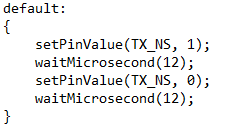 default:
{
    setPinValue(TX_NS, 1);
    waitMicrosecond(12);
    setPinValue(TX_NS, 0);
    waitMicrosecond(12);
}